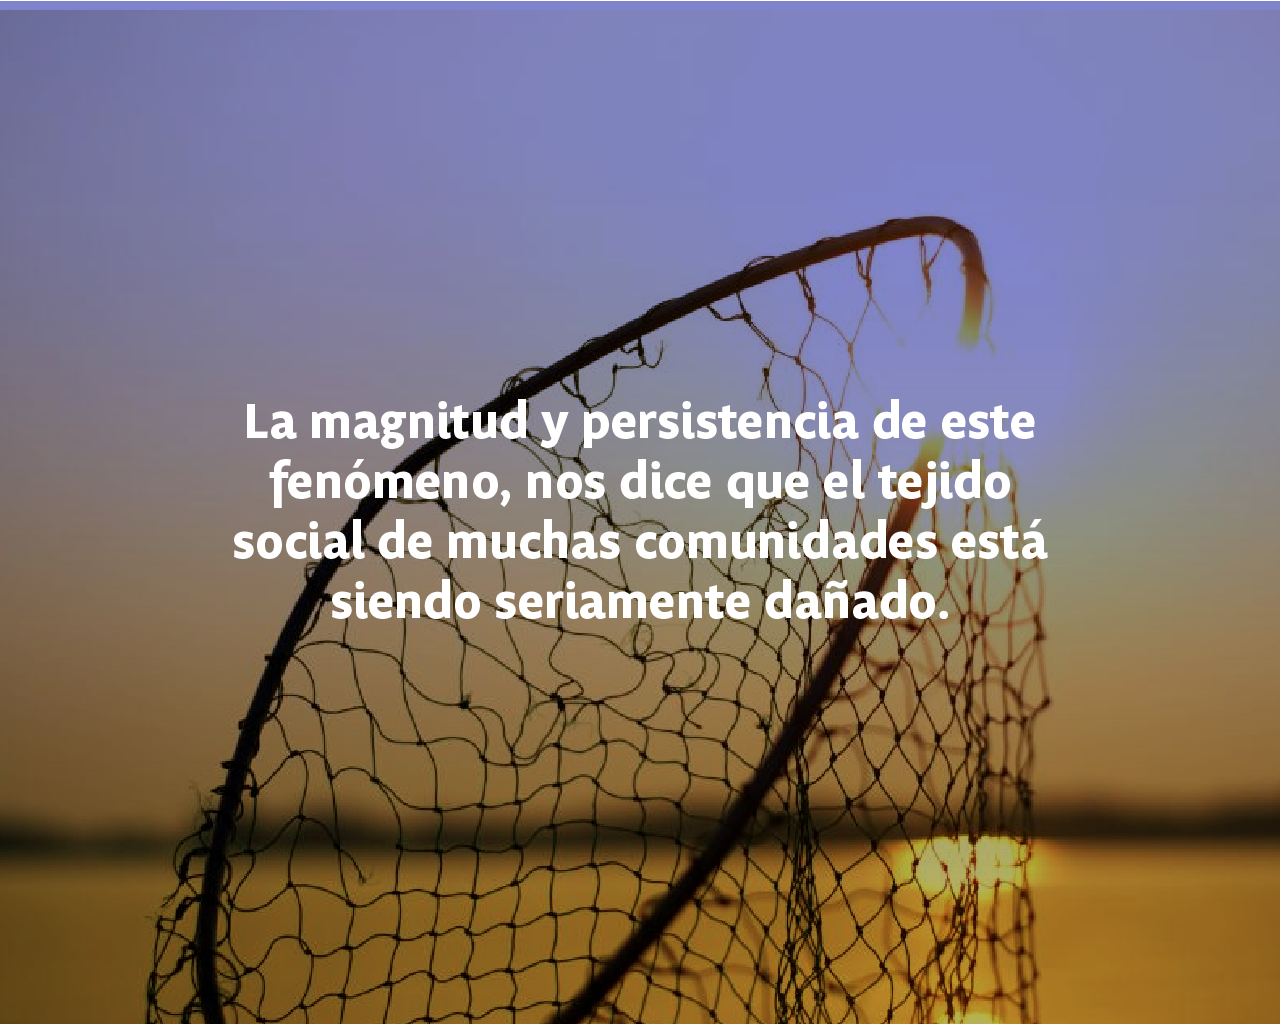 La magnitud y persistencia de este
fenómeno, nos dice que el tejido
social de muchas comunidades está
siendo seriamente dañado.